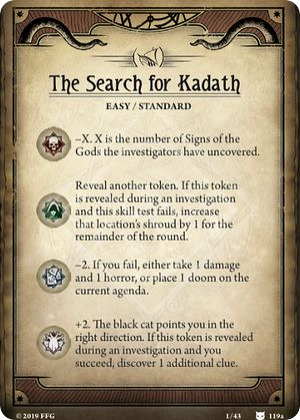 The Search for Kadath
EASY / STANDARD
–X. X is the number of Signs of the
Gods the investigators have uncovered.
Reveal another token. If this token
is revealed during an investigation
and this skill test fails, increase
that location's shroud by 1 for the
remainder of the round.
–2. If you fail, either take 1 damage
and 1 horror, or place 1 doom on the
current agenda.
+2. The black cat points you in the
right direction. If this token is revealed
during an investigation and you
succeed, discover 1 additional clue.
© 2019 FFG 1/43 119a